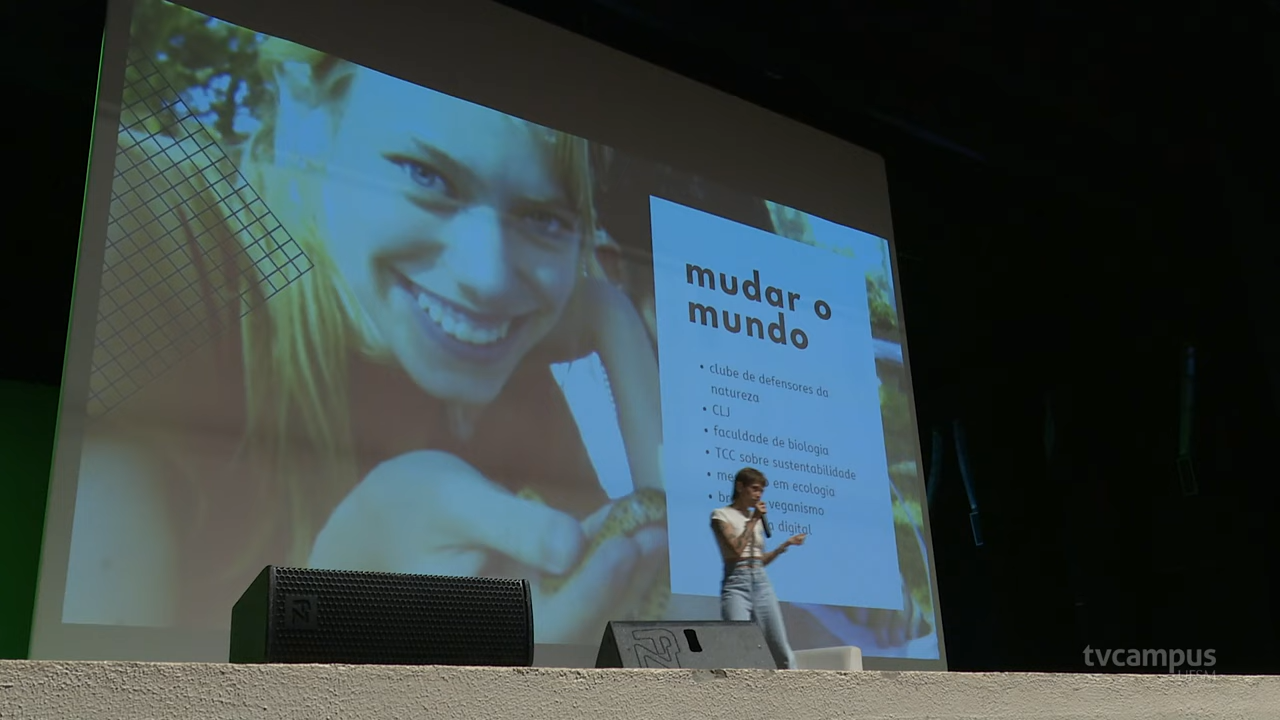 mudar o
mundo
• clube de defensores da
natureza
• CLJ
• faculdade de biologia
• TCC sobre sustentabilidade
• em ecologia
• veganismo
• digital
tvcampus
UFSM